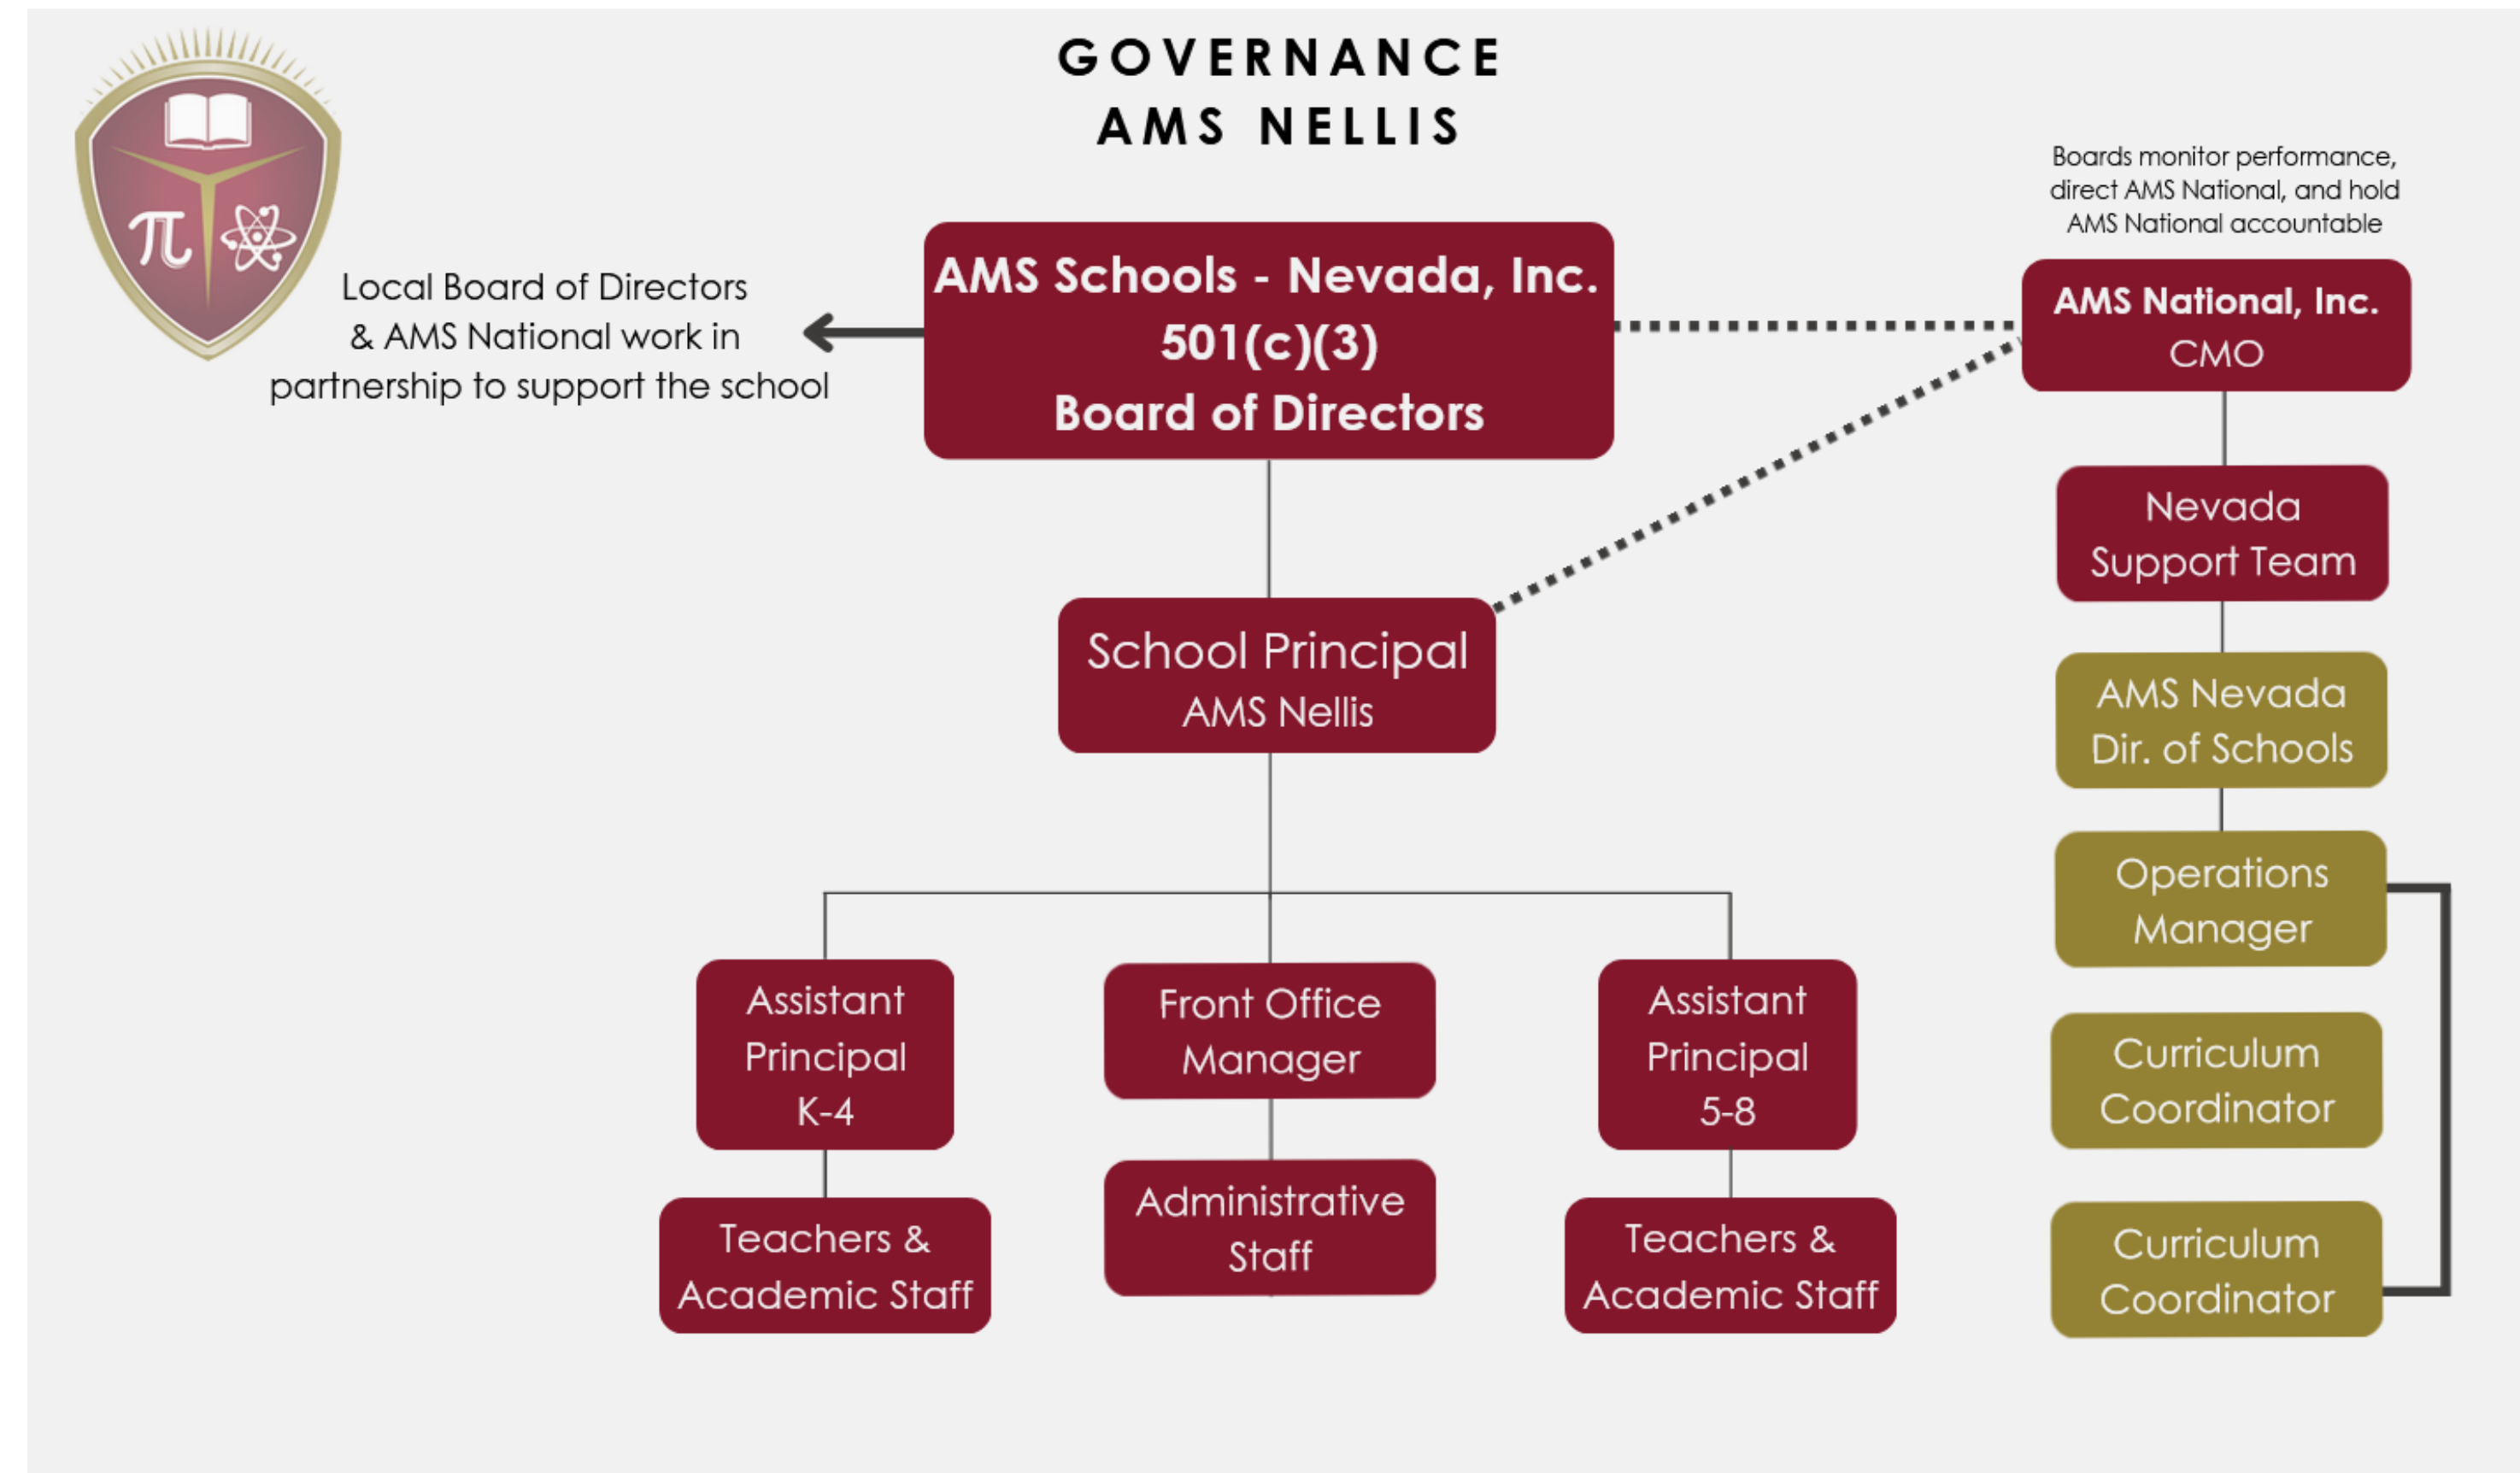 GOVERNANCE
AMS NELLIS
π
Local Board of Directors
& AMS National work in
partnership to support the school
AMS Schools - Nevada, Inc.
501(c)(3)
Board of Directors
Boards monitor performance,
direct AMS National, and hold
AMS National accountable
AMS National, Inc.
CMO
Nevada
Support Team
School Principal
AMS Nellis
AMS Nevada
Dir. of Schools
Operations
Manager
Assistant
Principal
K-4
Front Office
Manager
Assistant
Principal
5-8
Curriculum
Coordinator
Teachers &
Academic Staff
Administrative
Staff
Teachers &
Academic Staff
Curriculum
Coordinator